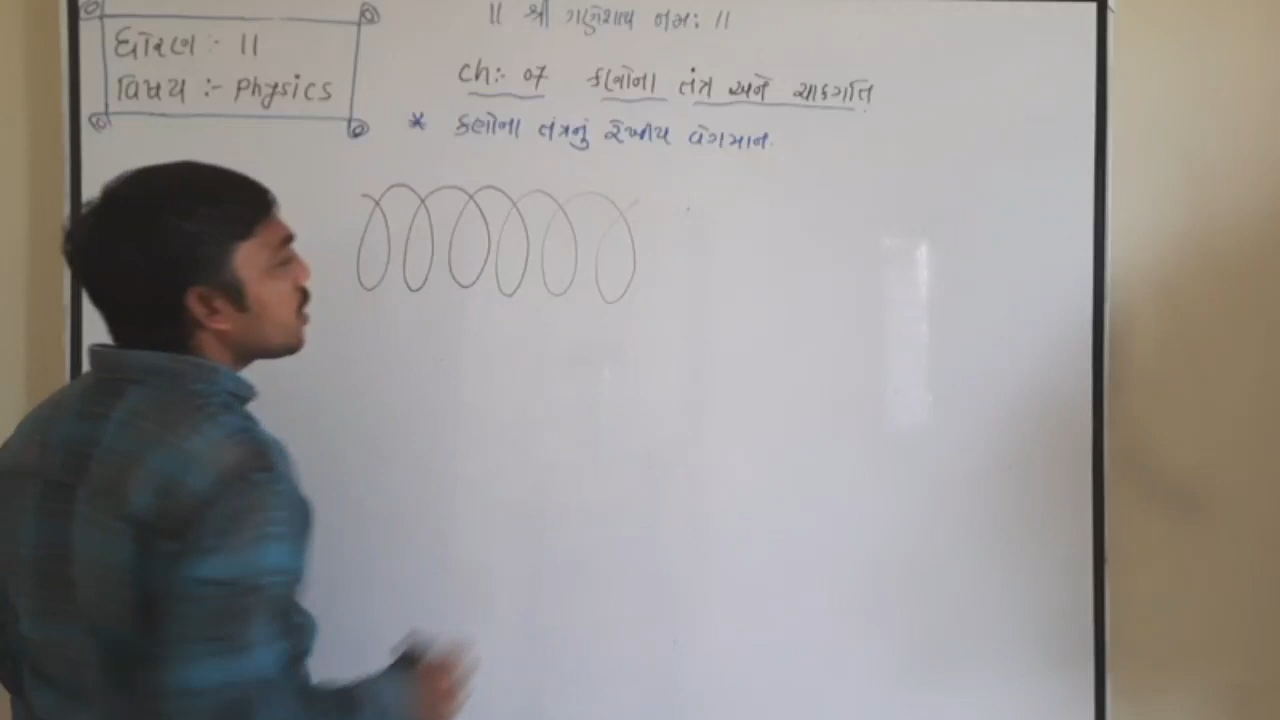 ધોરણ :- 11
વિષય :- Physics
|| શ્રી ગણેશાય નમ: ||
Ch:- 07 કણોના તંત્ર અને ચાકગતિ
* કણોના તંત્રનું રેખીય વેગમાન.